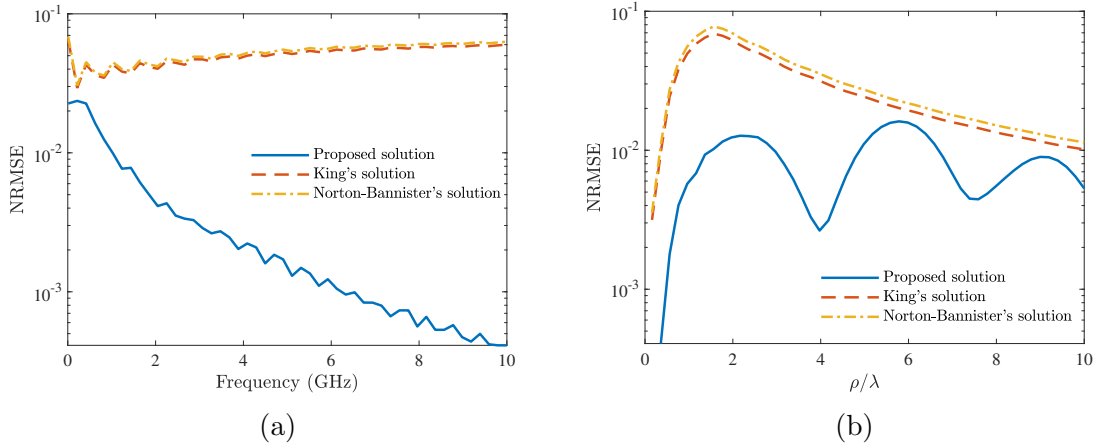 10^{-1}
10^{-2}
10^{-3}
NRMSE
Proposed solution
King's solution
Norton-Bannister's solution
0 2 4 6 8 10
Frequency (GHz)
(a)
10^{-1}
10^{-2}
10^{-3}
NRMSE
Proposed solution
King's solution
Norton-Bannister's solution
0 2 4 6 8 10
ρ/λ
(b)